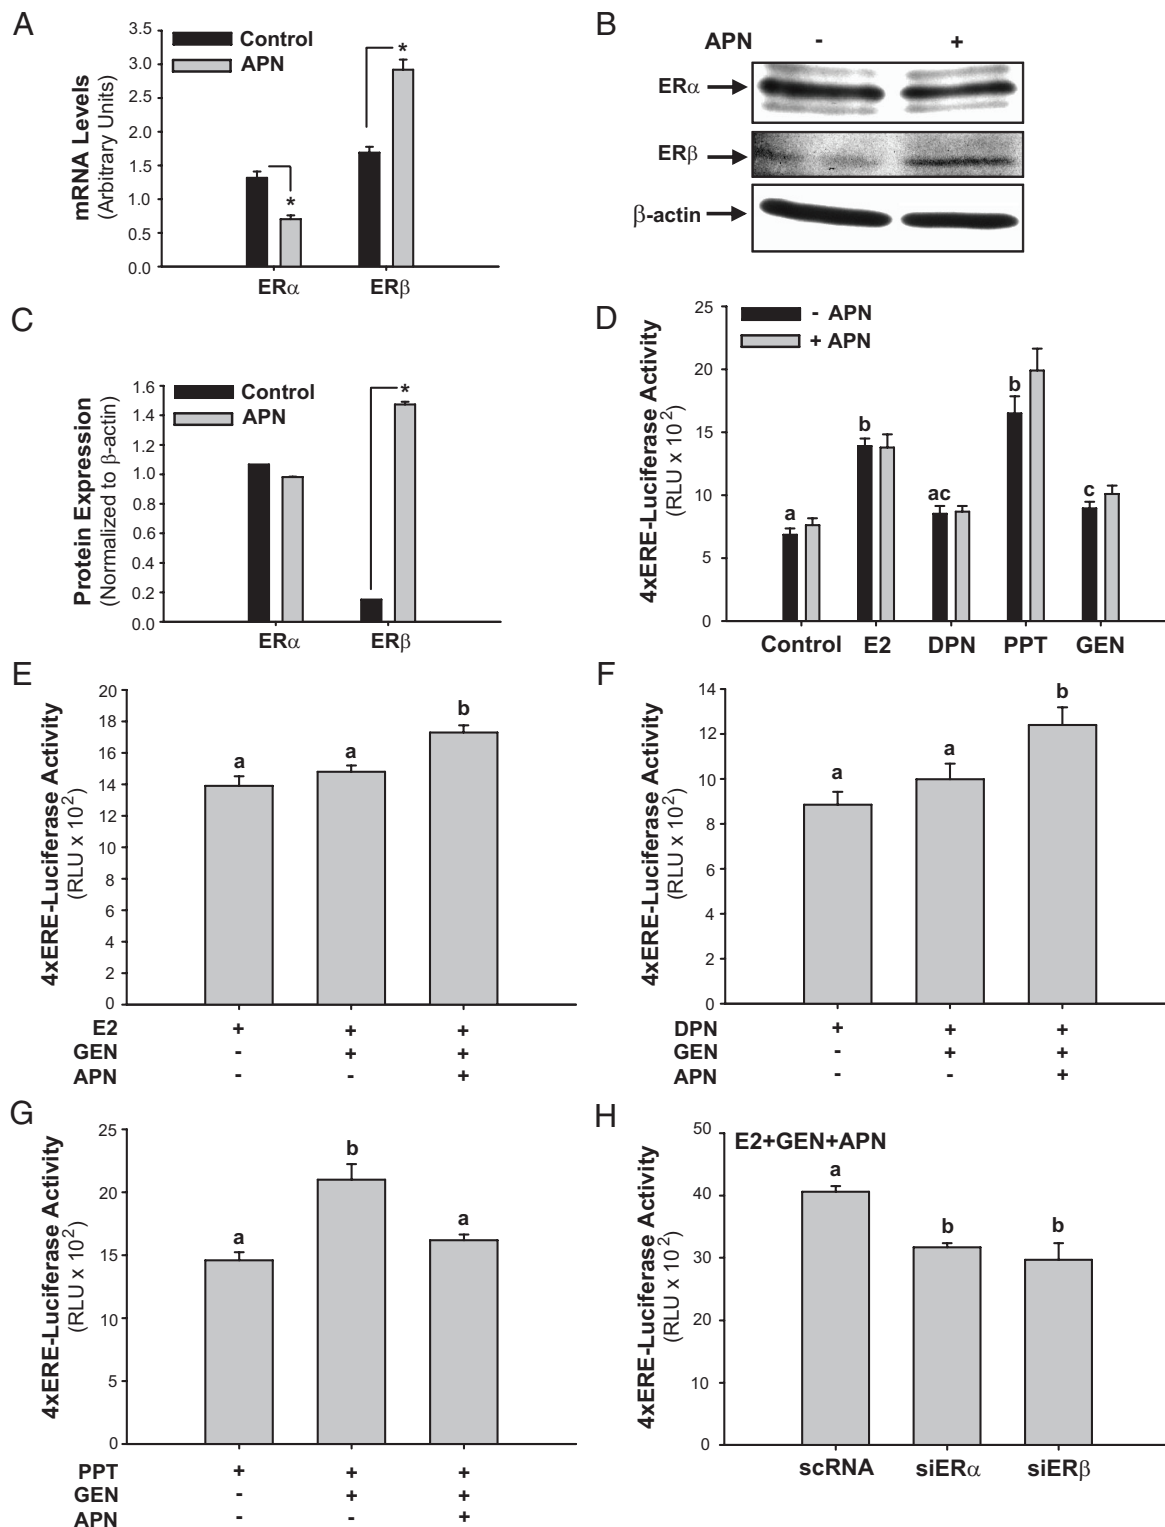 A
mRNA Levels
(Arbitrary Units)
3.5
3.0
2.5
2.0
1.5
1.0
0.5
0.0
Control
APN
*
*
ERα
ERβ
B
APN - +
ERα
ERβ
β-actin
C
Protein Expression
(Normalized to β-actin)
1.6
1.4
1.2
1.0
0.8
0.6
0.4
0.2
0.0
Control
APN
*
ERα
ERβ
D
4xERE-Luciferase Activity
(RLU x 10²)
25
20
15
10
5
0
- APN
+ APN
a
b
ac
b
c
Control E2 DPN PPT GEN
E
4xERE-Luciferase Activity
(RLU x 10²)
20
18
16
14
12
10
8
6
4
2
0
a
a
b
E2 + + +
GEN - + +
APN - - +
F
4xERE-Luciferase Activity
(RLU x 10²)
14
12
10
8
6
4
2
0
a
a
b
DPN + + +
GEN - + +
APN - - +
G
4xERE-Luciferase Activity
(RLU x 10²)
25
20
15
10
5
0
a
b
a
PPT + + +
GEN - + +
APN - - +
H
4xERE-Luciferase Activity
(RLU x 10²)
50
40
30
20
10
0
E2+GEN+APN
a
b
b
scRNA siERα siERβ